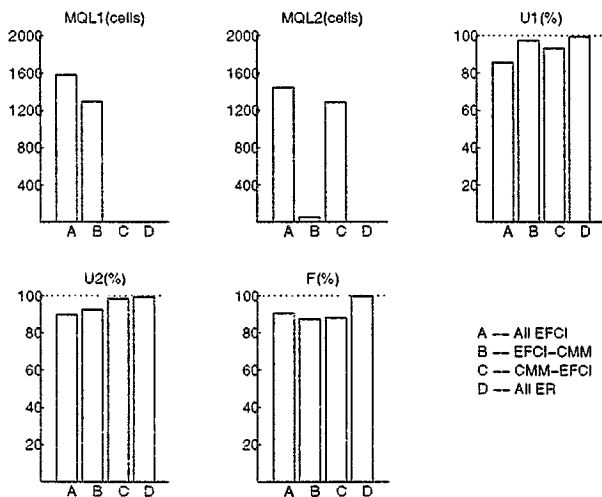 MQL1(cells)
2000
1600
1200
800
400
A B C D
MQL2(cells)
2000
1600
1200
800
400
A B C D
U1(%)
100
80
60
40
20
A B C D
U2(%)
100
80
60
40
20
A B C D
F(%)
100
80
60
40
20
A B C D
A -- All EFCI
B -- EFCI-CMM
C -- CMM-EFCI
D -- All ER